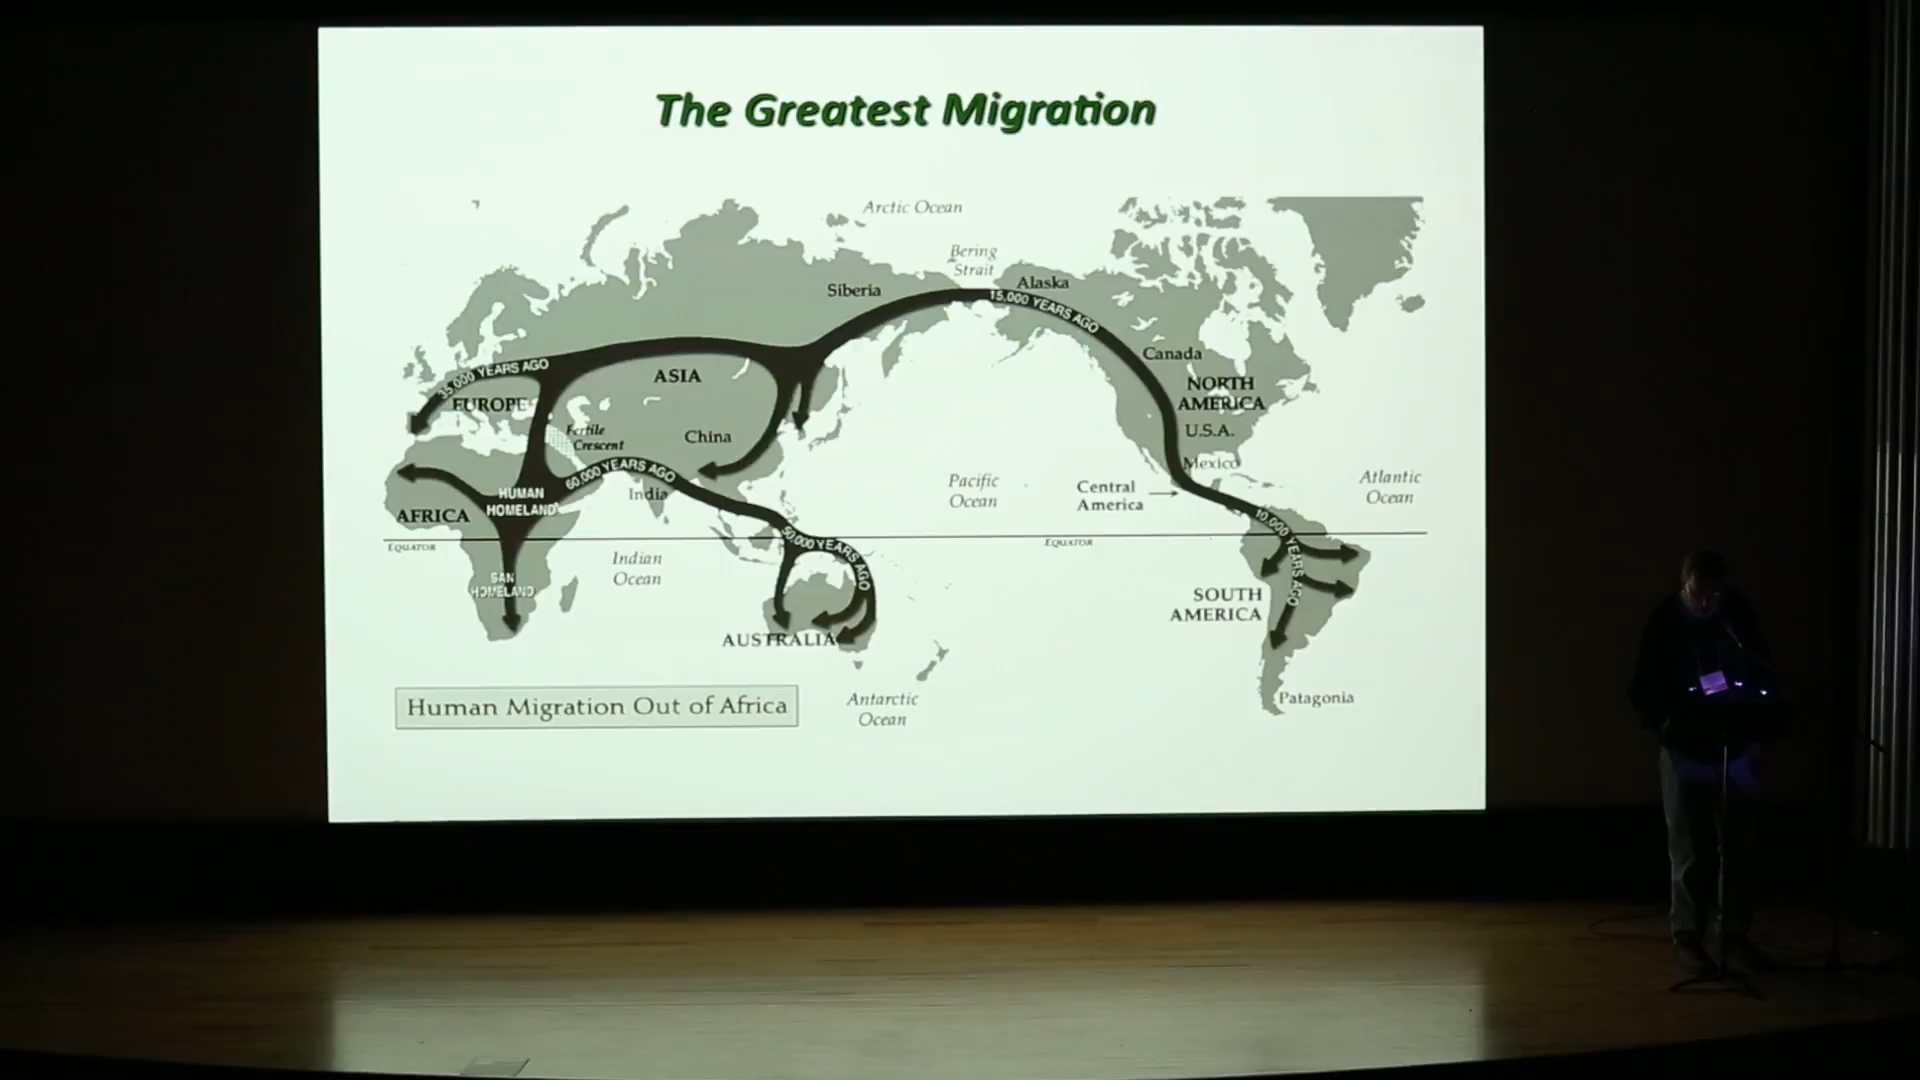 The Greatest Migration
Arctic Ocean
Bering
Strait
Siberia
Alaska
15,000 YEARS AGO
Canada
35,000 YEARS AGO
ASIA
NORTH
AMERICA
EUROPE
Fertile
Crescent
China
U.S.A.
Mexico
60,000 YEARS AGO
India
Pacific
Ocean
Central
America
Atlantic
Ocean
HUMAN
HOMELAND
AFRICA
10,000 YEARS AGO
50,000 YEARS AGO
EQUATOR
EQUATOR
Indian
Ocean
SAN
HOMELAND
SOUTH
AMERICA
AUSTRALIA
Human Migration Out of Africa
Antarctic
Ocean
Patagonia